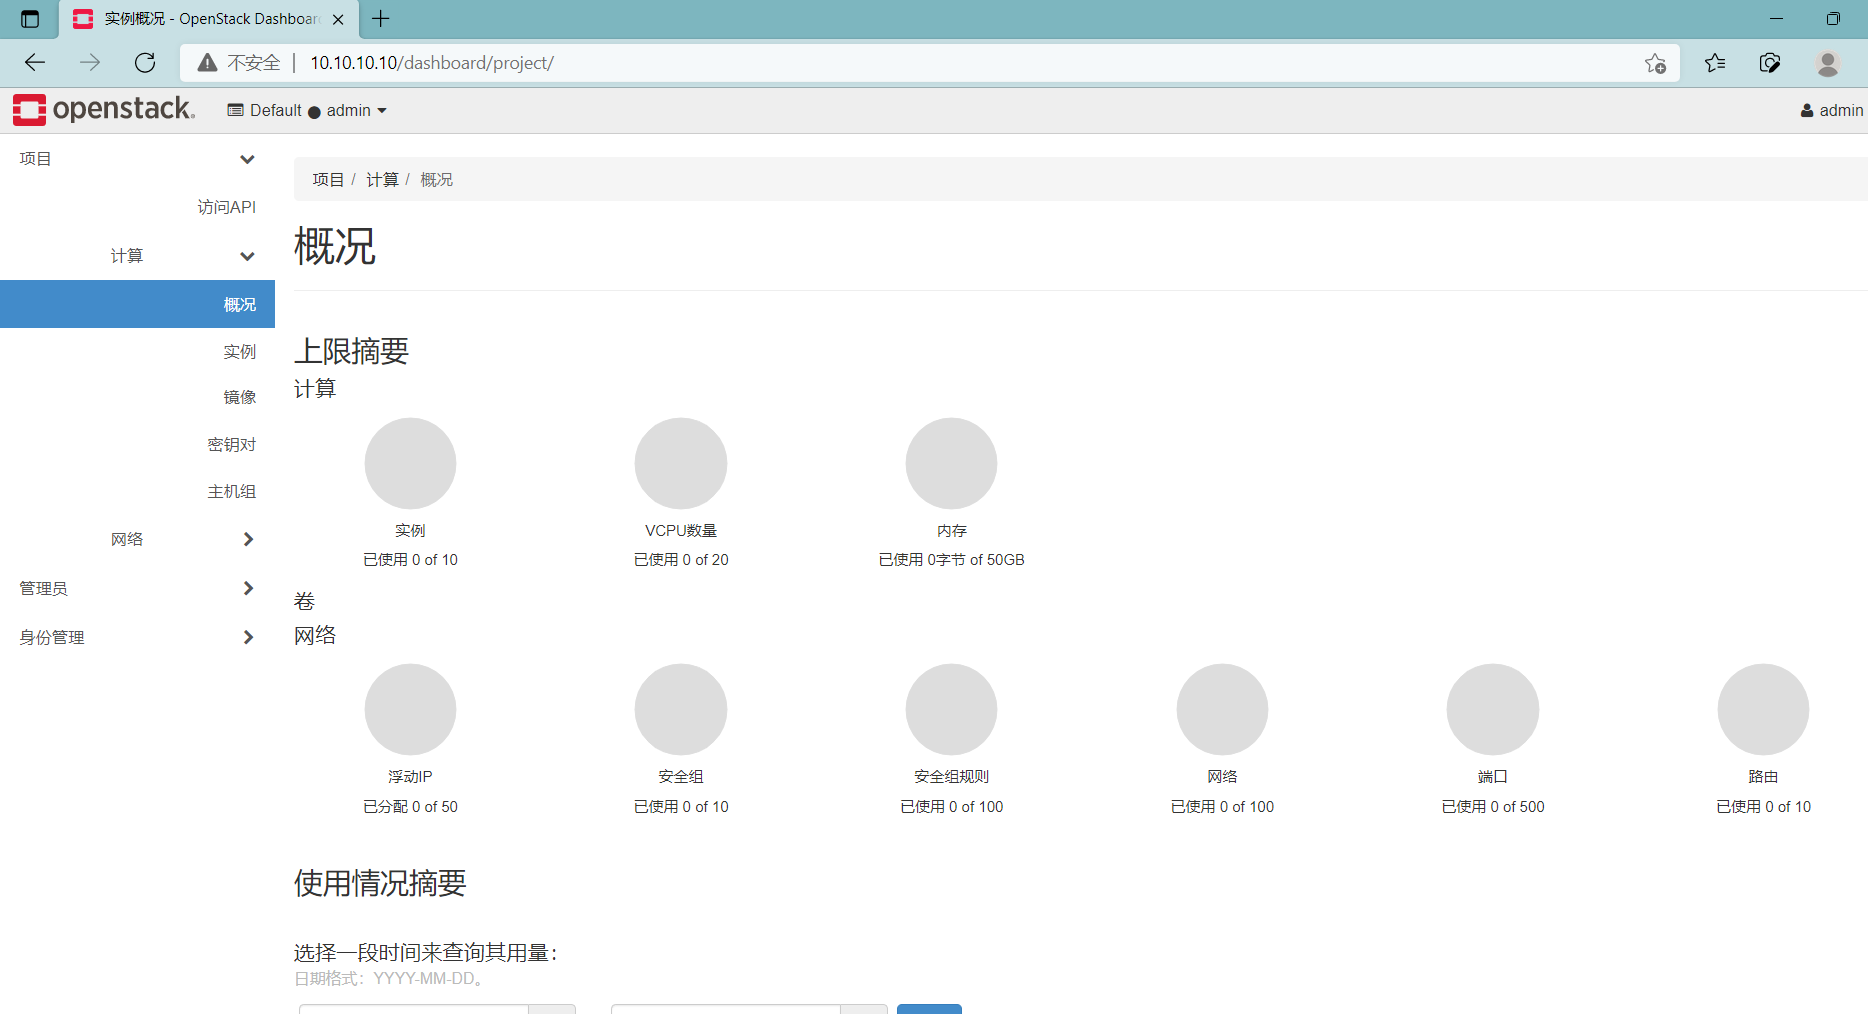 实例概况 - OpenStack Dashboar
不安全 | 10.10.10.10/dashboard/project/
openstack.
Default ● admin
admin
项目
访问API
计算
概况
实例
镜像
密钥对
主机组
网络
管理员
身份管理
项目 / 计算 / 概况
概况
上限摘要
计算
实例
已使用 0 of 10
VCPU数量
已使用 0 of 20
内存
已使用 0字节 of 50GB
卷
网络
浮动IP
已分配 0 of 50
安全组
已使用 0 of 10
安全组规则
已使用 0 of 100
网络
已使用 0 of 100
端口
已使用 0 of 500
路由
已使用 0 of 10
使用情况摘要
选择一段时间来查询其用量：
日期格式：YYYY-MM-DD。